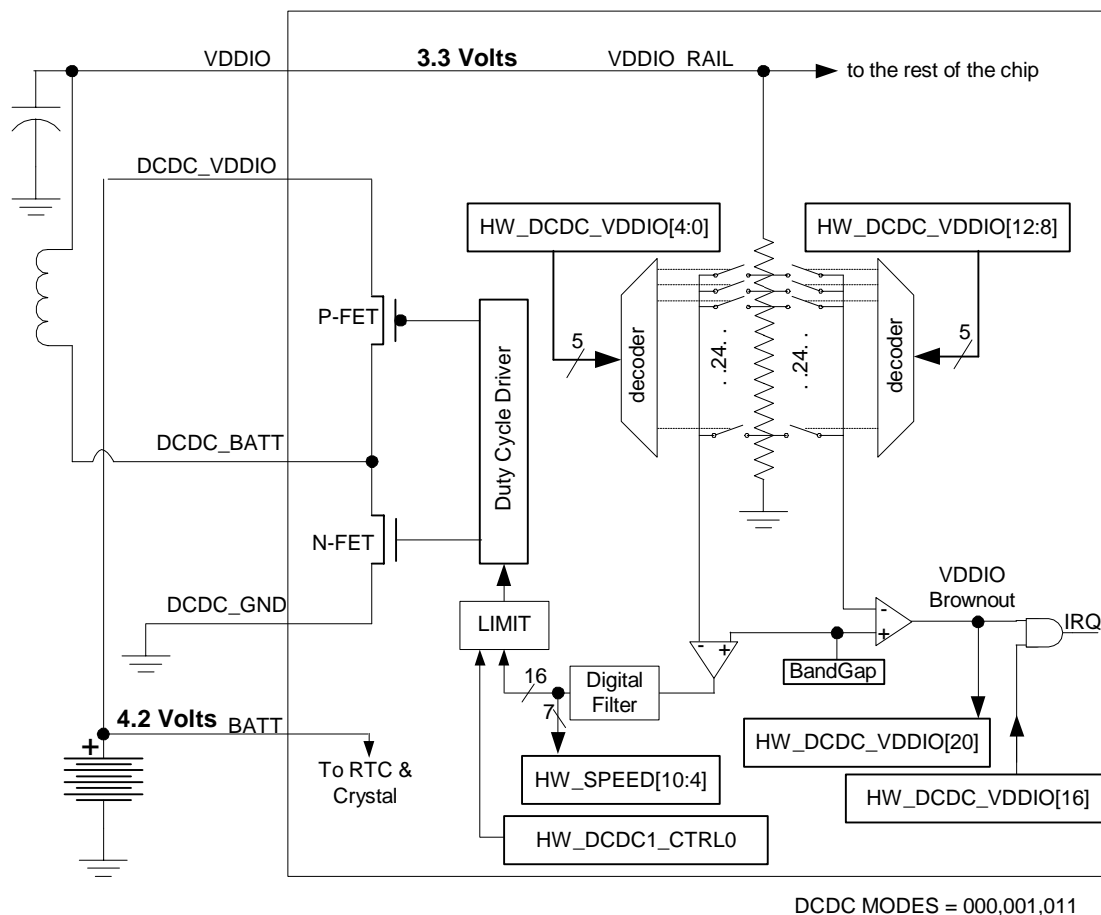 VDDIO
3.3 Volts
VDDIO_RAIL
to the rest of the chip
DCDC_VDDIO
HW_DCDC_VDDIO[4:0]
HW_DCDC_VDDIO[12:8]
P-FET
Duty Cycle Driver
5
decoder
. .24. .
. .24. .
decoder
5
DCDC_BATT
N-FET
DCDC_GND
LIMIT
VDDIO
Brownout
IRQ
-
+
-
+
BandGap
16
7
Digital
Filter
4.2 Volts
BATT
+
To RTC &
Crystal
HW_SPEED[10:4]
HW_DCDC_VDDIO[20]
HW_DCDC_VDDIO[16]
HW_DCDC1_CTRL0
DCDC MODES = 000,001,011